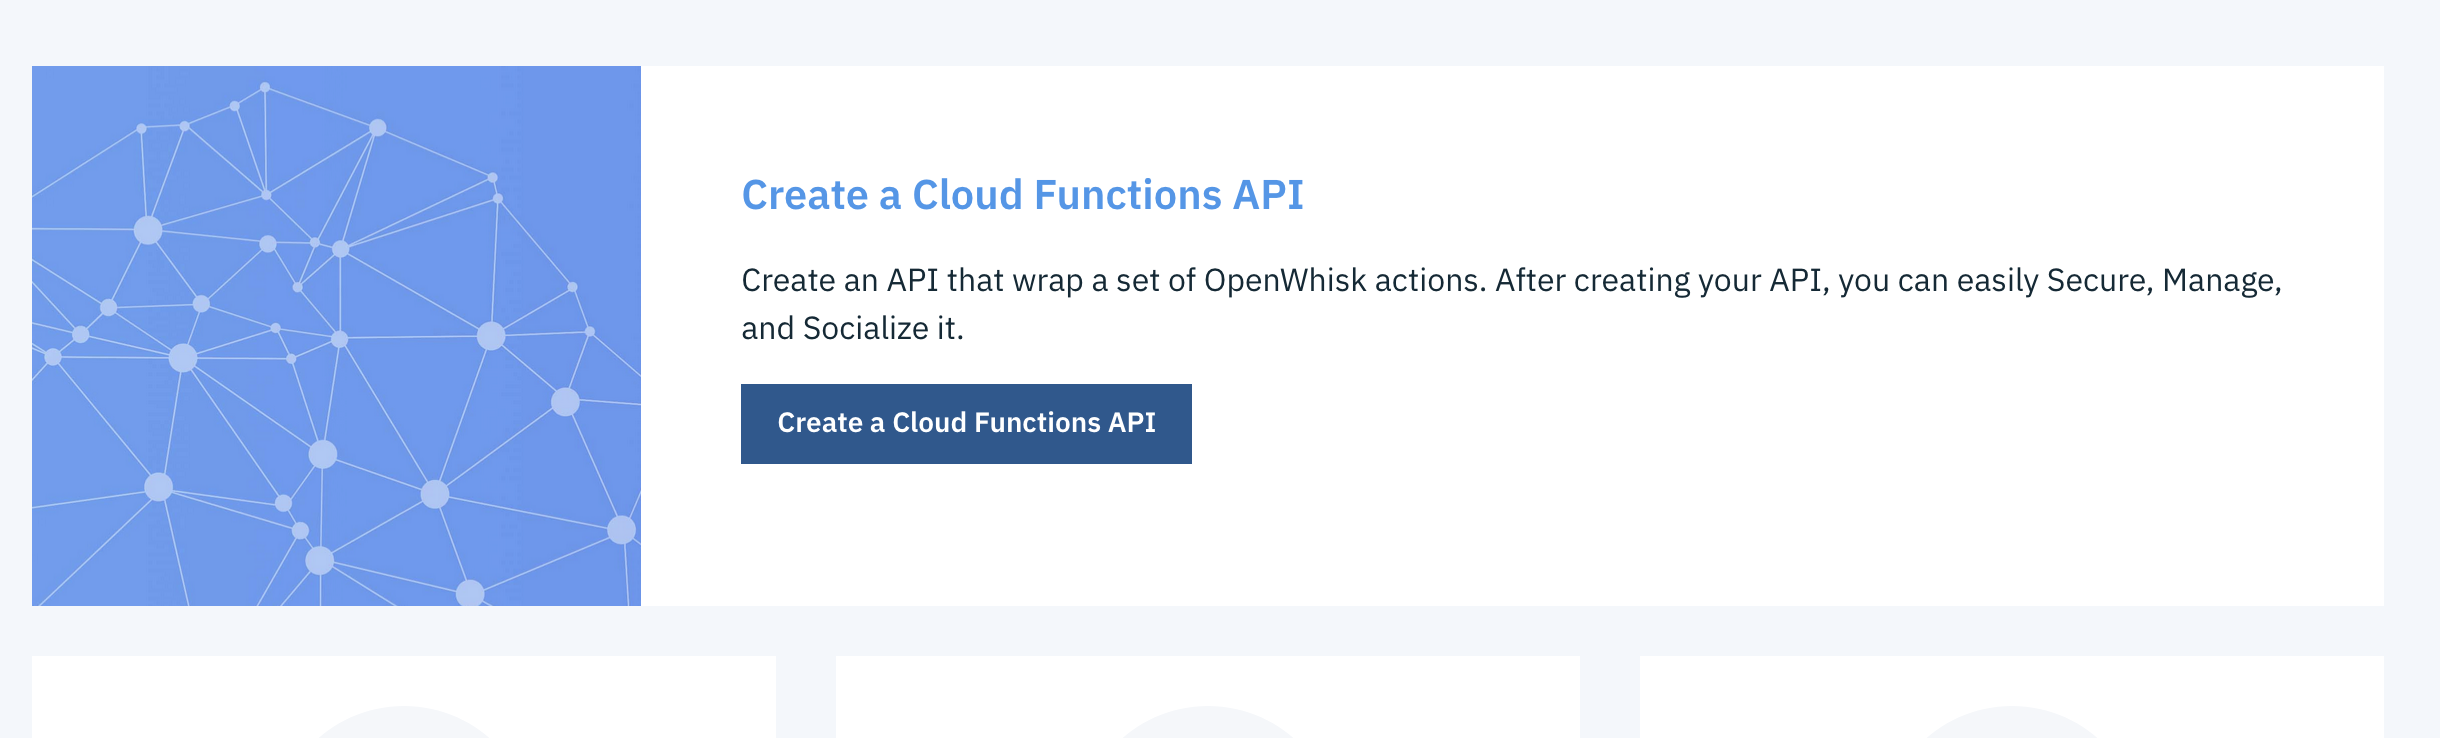 Create a Cloud Functions API
Create an API that wrap a set of OpenWhisk actions. After creating your API, you can easily Secure, Manage,
and Socialize it.
Create a Cloud Functions API